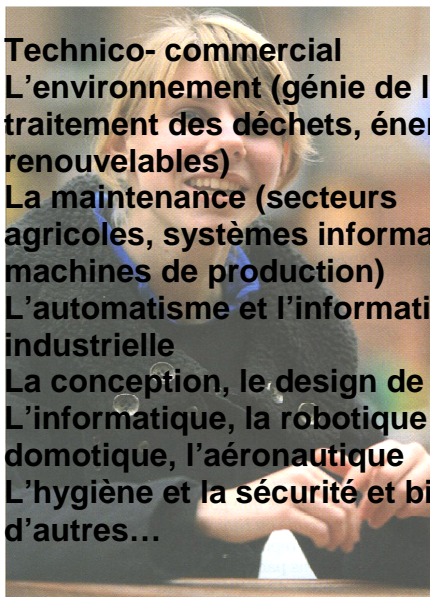 Technico- commercial
L’environnement (génie de l
traitement des déchets, éner
renouvelables)
La maintenance (secteurs
agricoles, systèmes informa
machines de production)
L’automatisme et l’informati
industrielle
La conception, le design de
L’informatique, la robotique
domotique, l’aéronautique
L’hygiène et la sécurité et bi
d’autres…